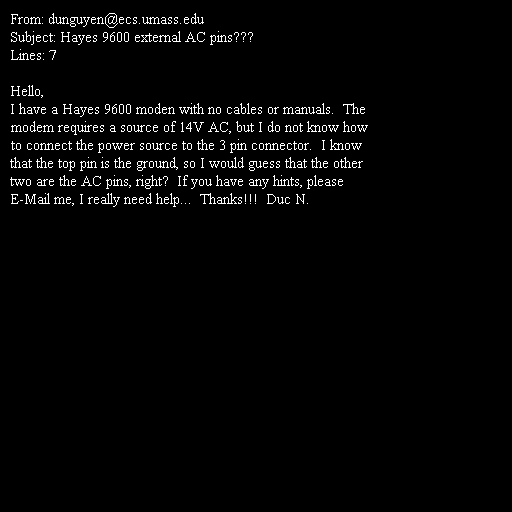 From: dunguyen@ecs.umass.edu
Subject: Hayes 9600 external AC pins???
Lines: 7

Hello,
I have a Hayes 9600 moden with no cables or manuals.  The
modem requires a source of 14V AC, but I do not know how
to connect the power source to the 3 pin connector.  I know
that the top pin is the ground, so I would guess that the other
two are the AC pins, right?  If you have any hints, please
E-Mail me, I really need help...  Thanks!!!  Duc N.